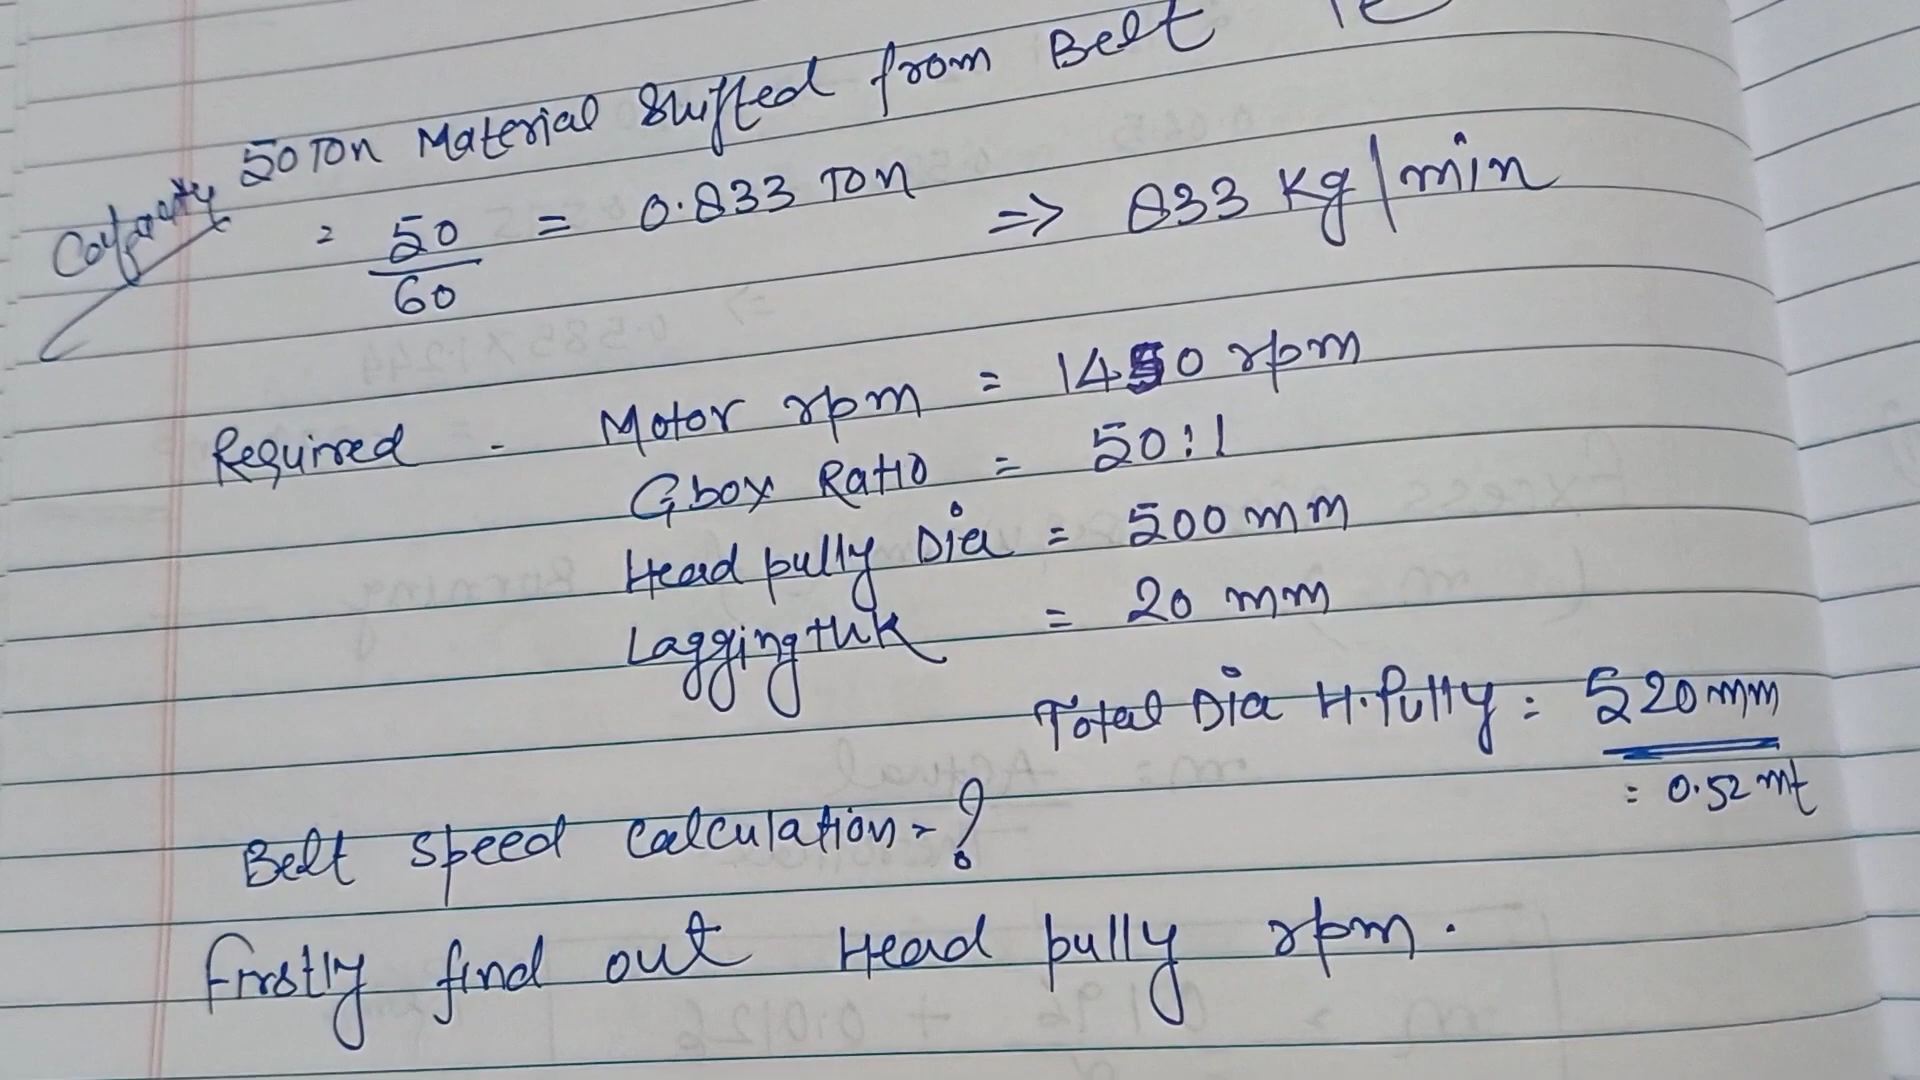 50 Ton Material Shifted from Belt
Capacity
= 50/60 = 0.833 Ton => 833 Kg/min
Required - Motor rpm = 1450 rpm
Gbox Ratio = 50:1
Head pully Dia = 500 mm
Lagging thk = 20 mm
Total Dia H.Pully = 520 mm
= 0.52 mt
Belt speed calculation = ?
Firstly find out Head pully rpm.